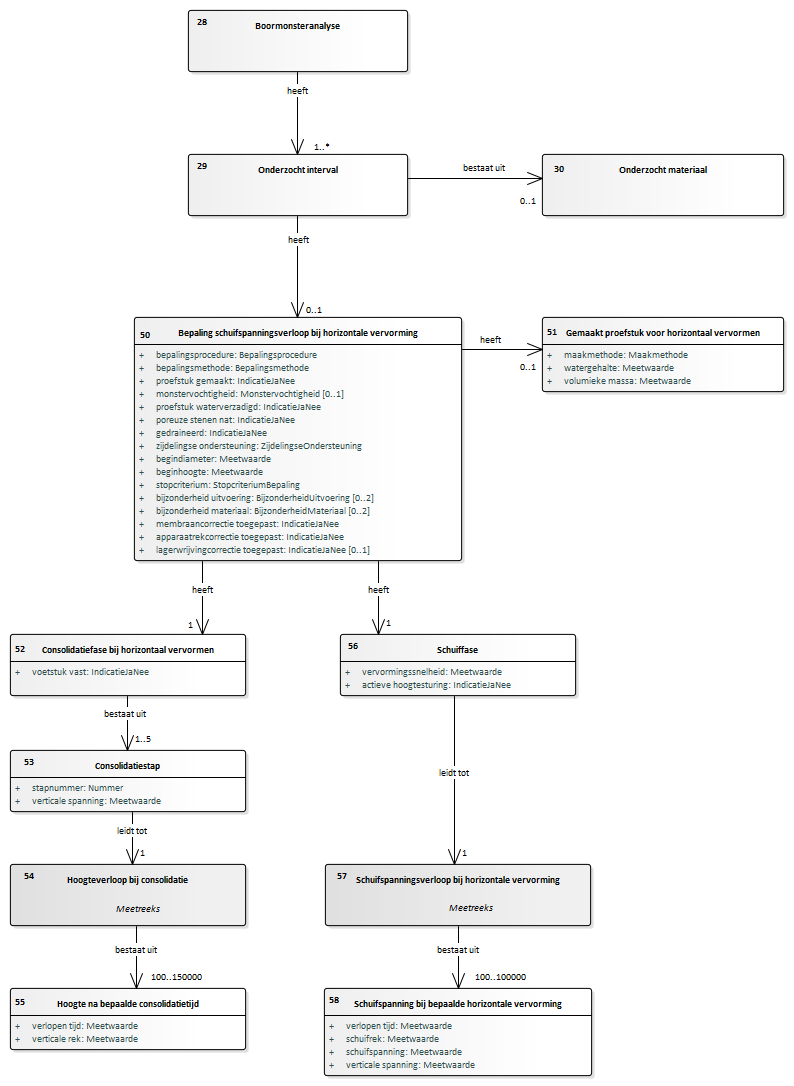 28 Boormonsteranalyse
heeft
1..*
29 Onderzocht interval
bestaat uit
0..1
30 Onderzocht materiaal
heeft
0..1
50 Bepaling schuifspanningsverloop bij horizontale vervorming
+ bepalingsprocedure: Bepalingsprocedure
+ bepalingsmethode: Bepalingsmethode
+ proefstuk gemaakt: IndicatieJaNee
+ monstervochtigheid: Monstervochtigheid [0..1]
+ proefstuk waterverzadigd: IndicatieJaNee
+ poreuze stenen nat: IndicatieJaNee
+ gedraineerd: IndicatieJaNee
+ zijdelingse ondersteuning: ZijdelingseOndersteuning
+ begindiameter: Meetwaarde
+ beginhoogte: Meetwaarde
+ stopcriterium: StopcriteriumBepaling
+ bijzonderheid uitvoering: BijzonderheidUitvoering [0..2]
+ bijzonderheid materiaal: BijzonderheidMateriaal [0..2]
+ membraancorrectie toegepast: IndicatieJaNee
+ apparaatrekcorrectie toegepast: IndicatieJaNee
+ lagerwrijvingcorrectie toegepast: IndicatieJaNee [0..1]
heeft
0..1
51 Gemaakt proefstuk voor horizontaal vervormen
+ maakmethode: Maakmethode
+ watergehalte: Meetwaarde
+ volumieke massa: Meetwaarde
heeft
1
heeft
1
52 Consolidatiefase bij horizontaal vervormen
+ voetstuk vast: IndicatieJaNee
56 Schuiffase
+ vervormingssnelheid: Meetwaarde
+ actieve hoogtesturing: IndicatieJaNee
bestaat uit
1..5
53 Consolidatiestap
+ stapnummer: Nummer
+ verticale spanning: Meetwaarde
leidt tot
1
leidt tot
1
54 Hoogteverloop bij consolidatie
Meetreeks
57 Schuifspanningsverloop bij horizontale vervorming
Meetreeks
bestaat uit
100..150000
bestaat uit
100..100000
55 Hoogte na bepaalde consolidatietijd
+ verlopen tijd: Meetwaarde
+ verticale rek: Meetwaarde
58 Schuifspanning bij bepaalde horizontale vervorming
+ verlopen tijd: Meetwaarde
+ schuifrek: Meetwaarde
+ schuifspanning: Meetwaarde
+ verticale spanning: Meetwaarde